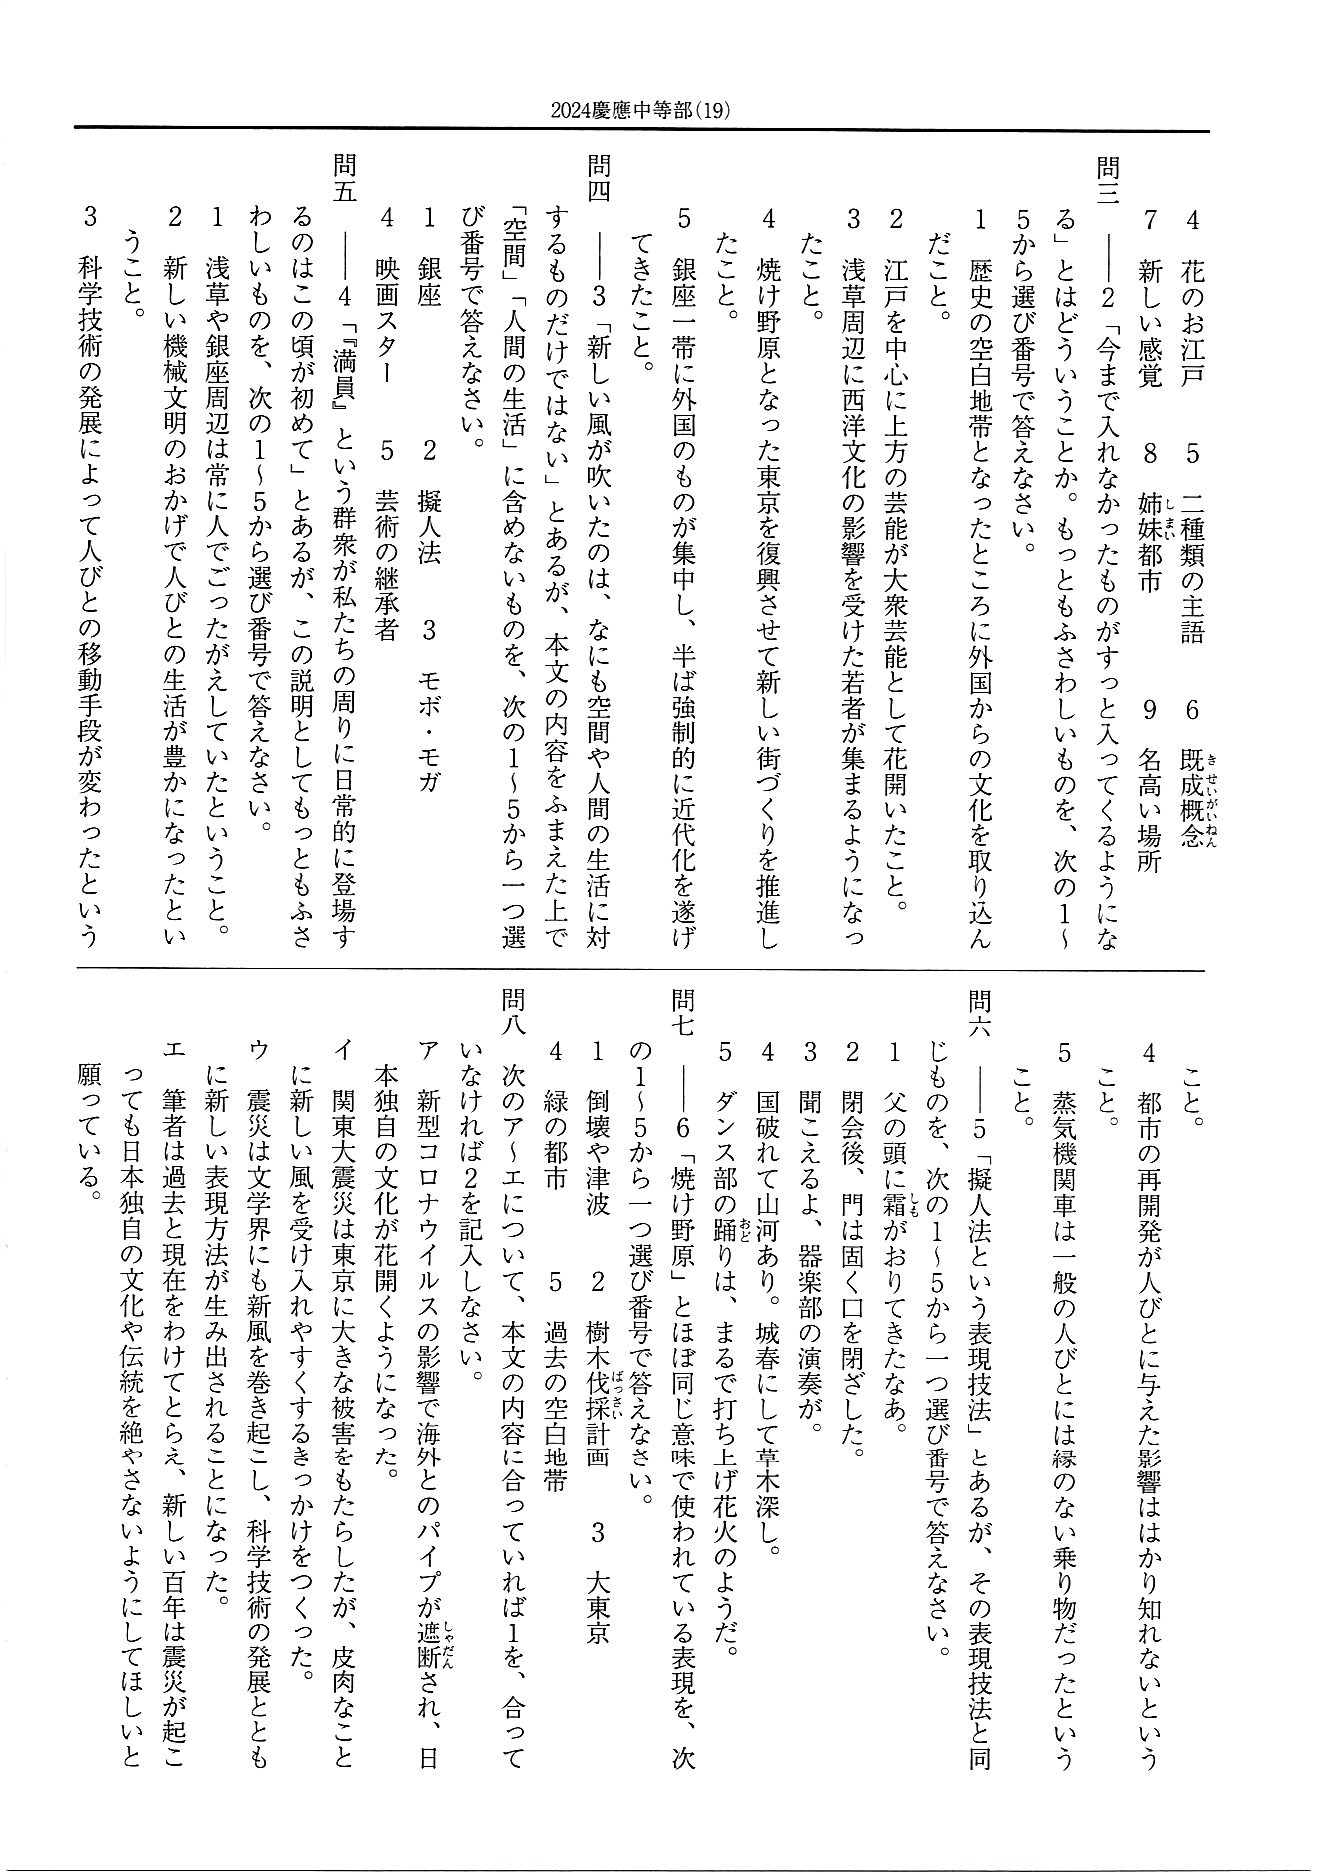 2024慶應中等部(19)
4　花のお江戸　　5　二種類の主語　　6　既成概念
7　新しい感覚　　8　姉妹都市　　9　名高い場所
問三　――2「今まで入れなかったものがすっと入ってくるようにな
る」とはどういうことか。もっともふさわしいものを、次の1～
5から選び番号で答えなさい。
1　歴史の空白地帯となったところに外国からの文化を取り込ん
だこと。
2　江戸を中心に上方の芸能が大衆芸能として花開いたこと。
3　浅草周辺に西洋文化の影響を受けた若者が集まるようになっ
たこと。
4　焼け野原となった東京を復興させて新しい街づくりを推進し
たこと。
5　銀座一帯に外国のものが集中し、半ば強制的に近代化を遂げ
てきたこと。
問四　――3「新しい風が吹いたのは、なにも空間や人間の生活に対
するものだけではない」とあるが、本文の内容をふまえた上で
「空間」「人間の生活」に含めないものを、次の1～5から一つ選
び番号で答えなさい。
1　銀座　　2　擬人法　　3　モボ・モガ
4　映画スター　　5　芸術の継承者
問五　――4「『満員』という群衆が私たちの周りに日常的に登場す
るのはこの頃が初めて」とあるが、この説明としてもっともふさ
わしいものを、次の1～5から選び番号で答えなさい。
1　浅草や銀座周辺は常に人でごったがえしていたということ。
2　新しい機械文明のおかげで人びとの生活が豊かになったとい
うこと。
3　科学技術の発展によって人びとの移動手段が変わったという
こと。
4　都市の再開発が人びとに与えた影響ははかり知れないという
こと。
5　蒸気機関車は一般の人びとには縁のない乗り物だったという
こと。
問六　――5「擬人法という表現技法」とあるが、その表現技法と同
じものを、次の1～5から一つ選び番号で答えなさい。
1　父の頭に霜がおりてきたなあ。
2　閉会後、門は固く口を閉ざした。
3　聞こえるよ、器楽部の演奏が。
4　国破れて山河あり。城春にして草木深し。
5　ダンス部の踊りは、まるで打ち上げ花火のようだ。
問七　――6「焼け野原」とほぼ同じ意味で使われている表現を、次
の1～5から一つ選び番号で答えなさい。
1　倒壊や津波　　2　樹木伐採計画　　3　大東京
4　緑の都市　　5　過去の空白地帯
問八　次のア～エについて、本文の内容に合っていれば1を、合って
いなければ2を記入しなさい。
ア　新型コロナウイルスの影響で海外とのパイプが遮断され、日
本独自の文化が花開くようになった。
イ　関東大震災は東京に大きな被害をもたらしたが、皮肉なこと
に新しい風を受け入れやすくするきっかけをつくった。
ウ　震災は文学界にも新風を巻き起こし、科学技術の発展ととも
に新しい表現方法が生み出されることになった。
エ　筆者は過去と現在をわけてとらえ、新しい百年は震災が起こ
っても日本独自の文化や伝統を絶やさないようにしてほしいと
願っている。